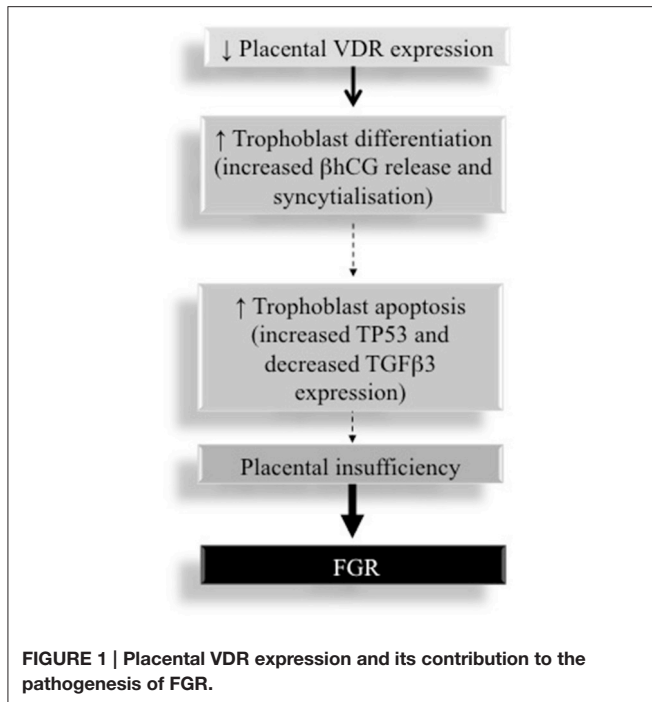 ↓ Placental VDR expression
↑ Trophoblast differentiation
(increased βhCG release and
syncytialisation)
↑ Trophoblast apoptosis
(increased TP53 and
decreased TGFβ3
expression)
Placental insufficiency
FGR
FIGURE 1 | Placental VDR expression and its contribution to the
pathogenesis of FGR.